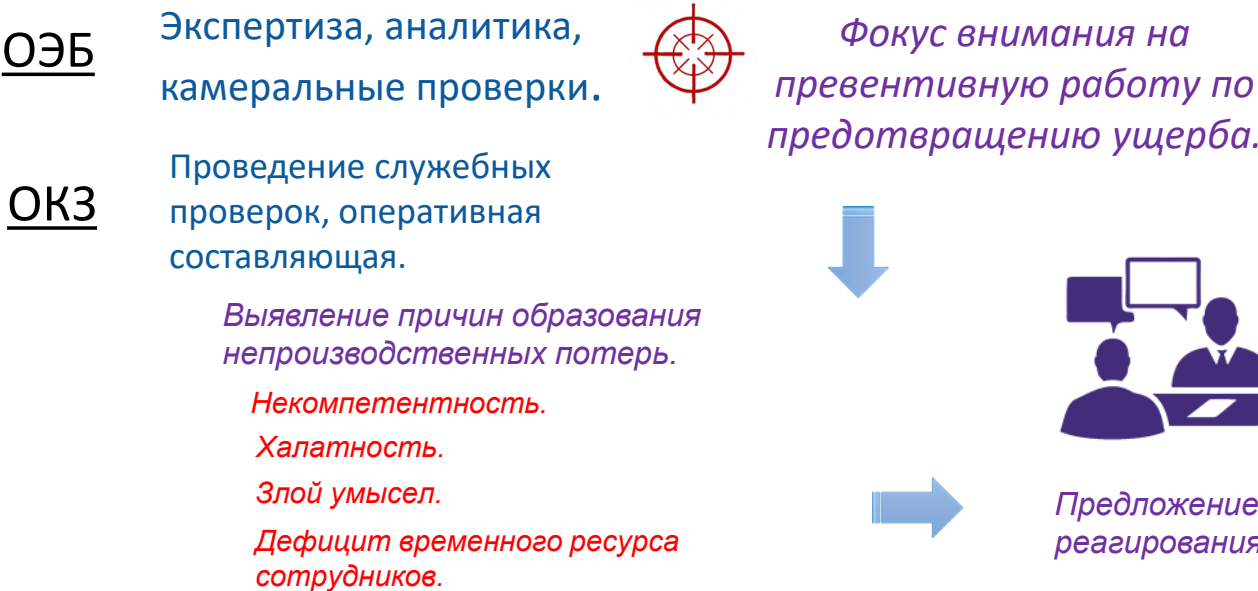 ОЭБ
Экспертиза, аналитика,
камеральные проверки.
Фокус внимания на
превентивную работу по
предотвращению ущерба.
ОКЗ
Проведение служебных
проверок, оперативная
составляющая.
Выявление причин образования
непроизводственных потерь.
Некомпетентность.
Халатность.
Злой умысел.
Дефицит временного ресурса
сотрудников.
Предложение
реагирования